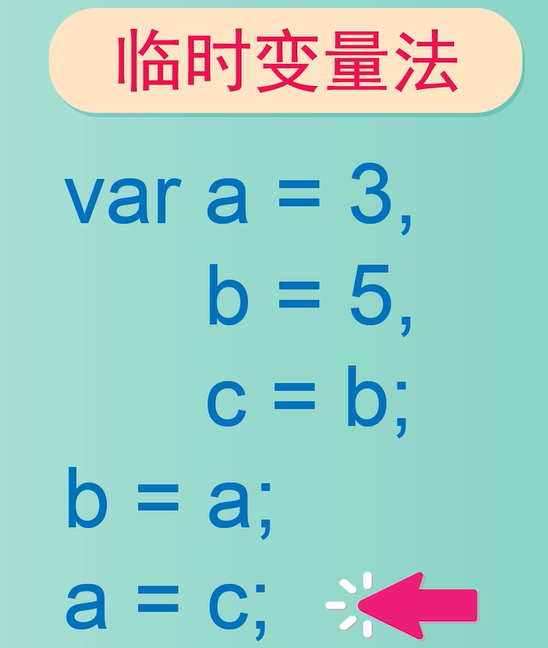 临时变量法
var a = 3,
b = 5,
c = b;
b = a;
a = c;